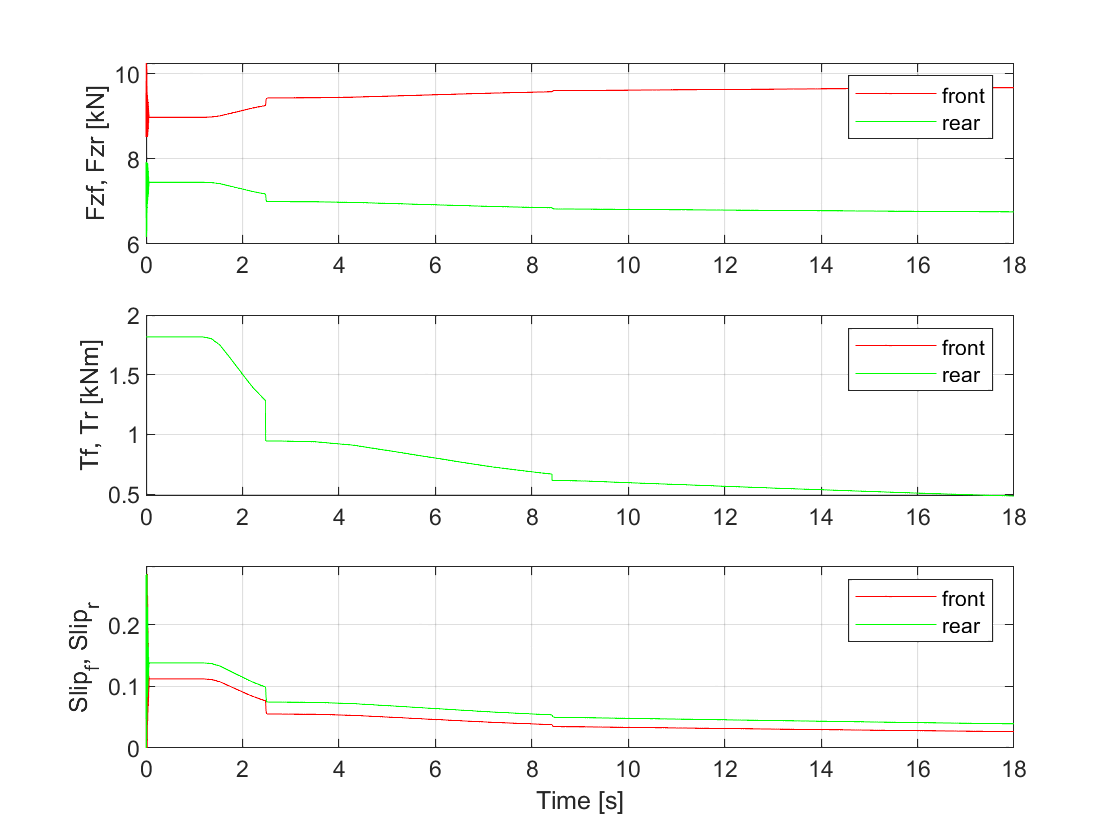 10
8
6
Fzf, Fzr [kN]
front
rear
0 2 4 6 8 10 12 14 16 18
2
1.5
1
0.5
Tf, Tr [kNm]
front
rear
0 2 4 6 8 10 12 14 16 18
0.2
0.1
0
Slip_f, Slip_r
front
rear
0 2 4 6 8 10 12 14 16 18
Time [s]